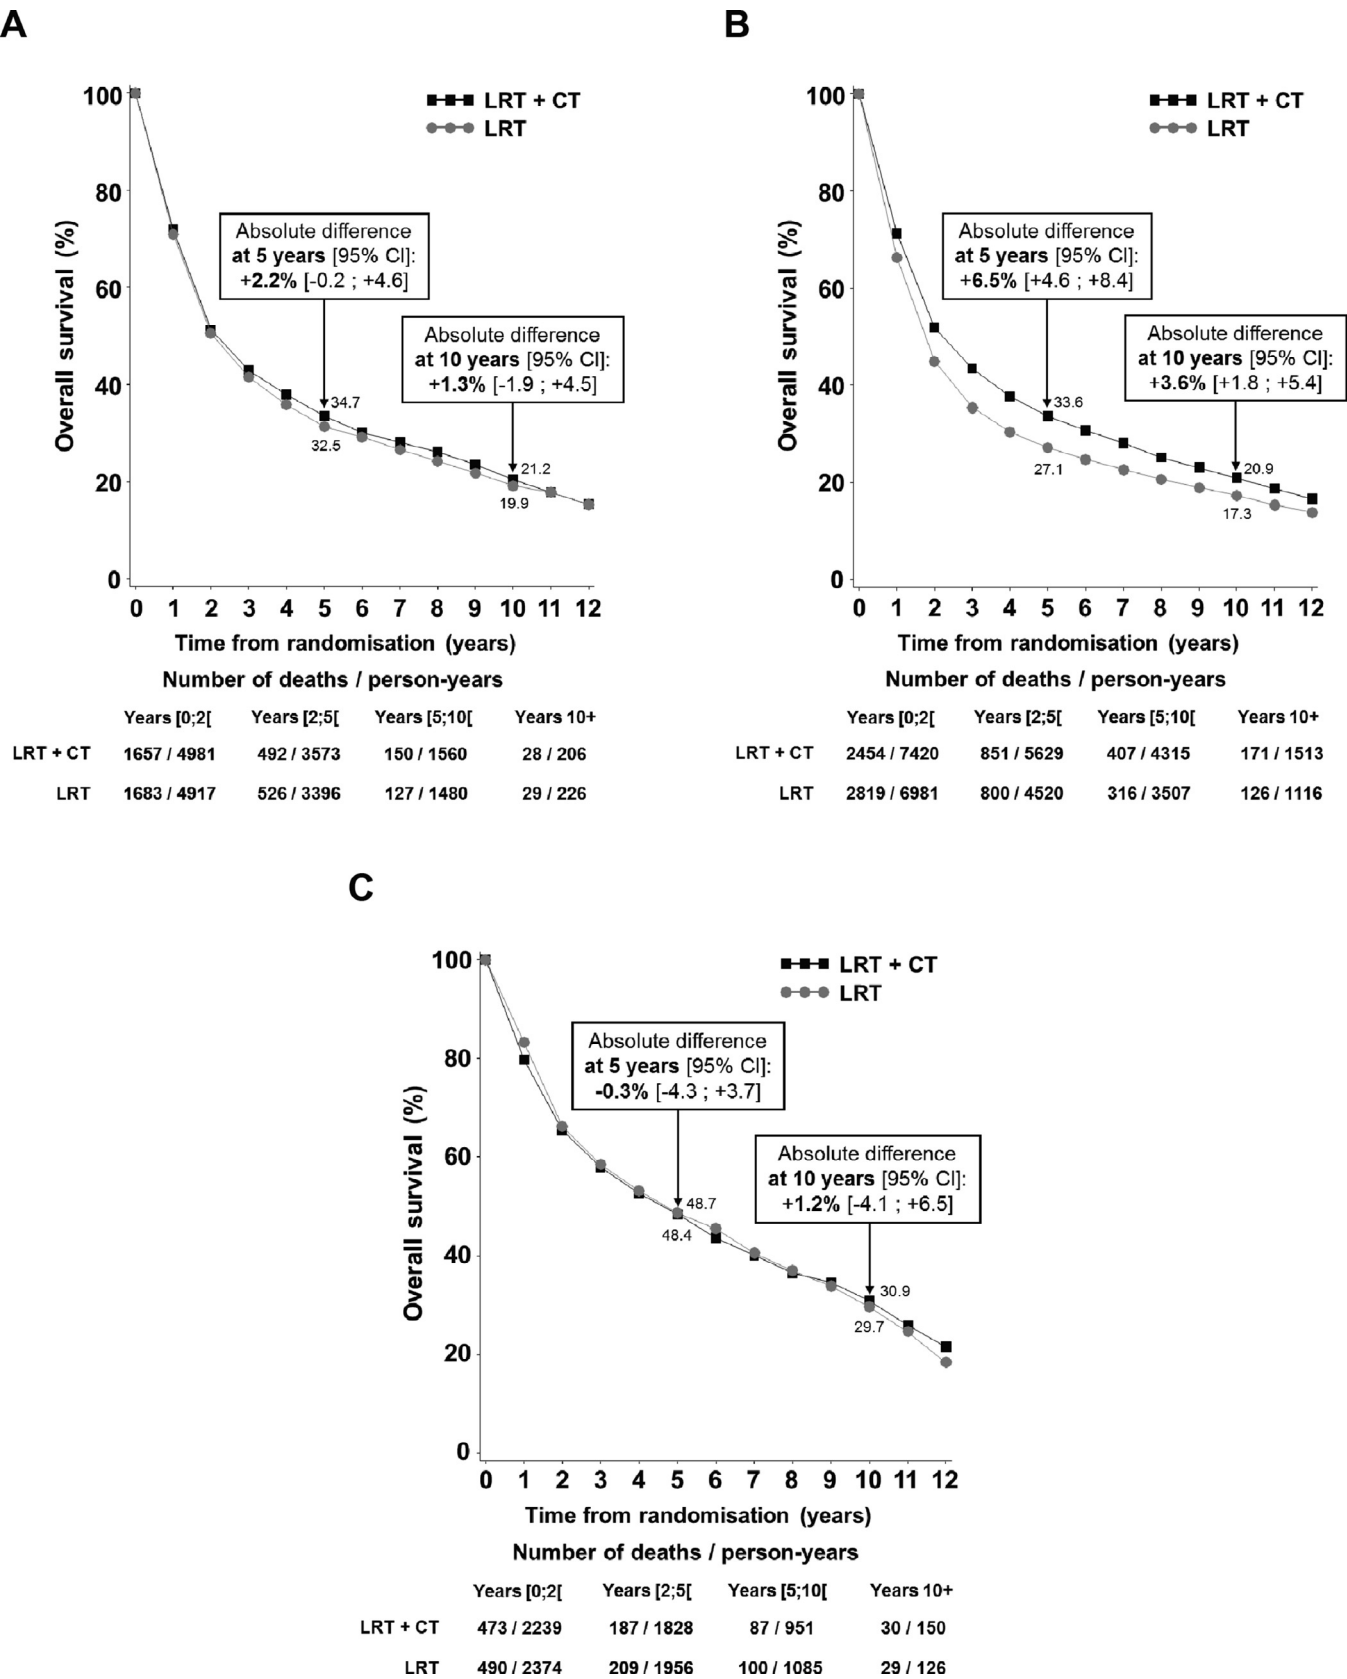 A
100
80
60
40
20
0
Overall survival (%)
LRT + CT
LRT
Absolute difference
at 5 years [95% CI]:
+2.2% [-0.2 ; +4.6]
Absolute difference
at 10 years [95% CI]:
+1.3% [-1.9 ; +4.5]
34.7
32.5
21.2
19.9
0 1 2 3 4 5 6 7 8 9 10 11 12
Time from randomisation (years)
Number of deaths / person-years
Years [0;2[ Years [2;5[ Years [5;10[ Years 10+
LRT + CT 1657 / 4981 492 / 3573 150 / 1560 28 / 206
LRT 1683 / 4917 526 / 3396 127 / 1480 29 / 226
B
100
80
60
40
20
0
Overall survival (%)
LRT + CT
LRT
Absolute difference
at 5 years [95% CI]:
+6.5% [+4.6 ; +8.4]
Absolute difference
at 10 years [95% CI]:
+3.6% [+1.8 ; +5.4]
33.6
27.1
20.9
17.3
0 1 2 3 4 5 6 7 8 9 10 11 12
Time from randomisation (years)
Number of deaths / person-years
Years [0;2[ Years [2;5[ Years [5;10[ Years 10+
LRT + CT 2454 / 7420 851 / 5629 407 / 4315 171 / 1513
LRT 2819 / 6981 800 / 4520 316 / 3507 126 / 1116
C
100
80
60
40
20
0
Overall survival (%)
LRT + CT
LRT
Absolute difference
at 5 years [95% CI]:
-0.3% [-4.3 ; +3.7]
Absolute difference
at 10 years [95% CI]:
+1.2% [-4.1 ; +6.5]
48.7
48.4
30.9
29.7
0 1 2 3 4 5 6 7 8 9 10 11 12
Time from randomisation (years)
Number of deaths / person-years
Years [0;2[ Years [2;5[ Years [5;10[ Years 10+
LRT + CT 473 / 2239 187 / 1828 87 / 951 30 / 150
LRT 490 / 2374 209 / 1956 100 / 1085 29 / 126